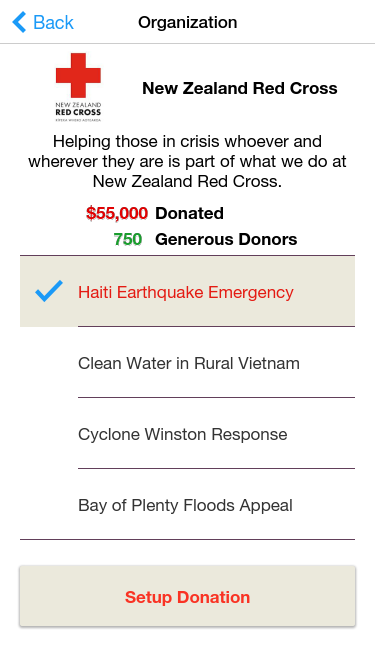 Back
Organization
NEW ZEALAND
RED CROSS
New Zealand Red Cross
Helping those in crisis whoever and
wherever they are is part of what we do at
New Zealand Red Cross.
$55,000 Donated
750 Generous Donors
Haiti Earthquake Emergency
Clean Water in Rural Vietnam
Cyclone Winston Response
Bay of Plenty Floods Appeal
Setup Donation